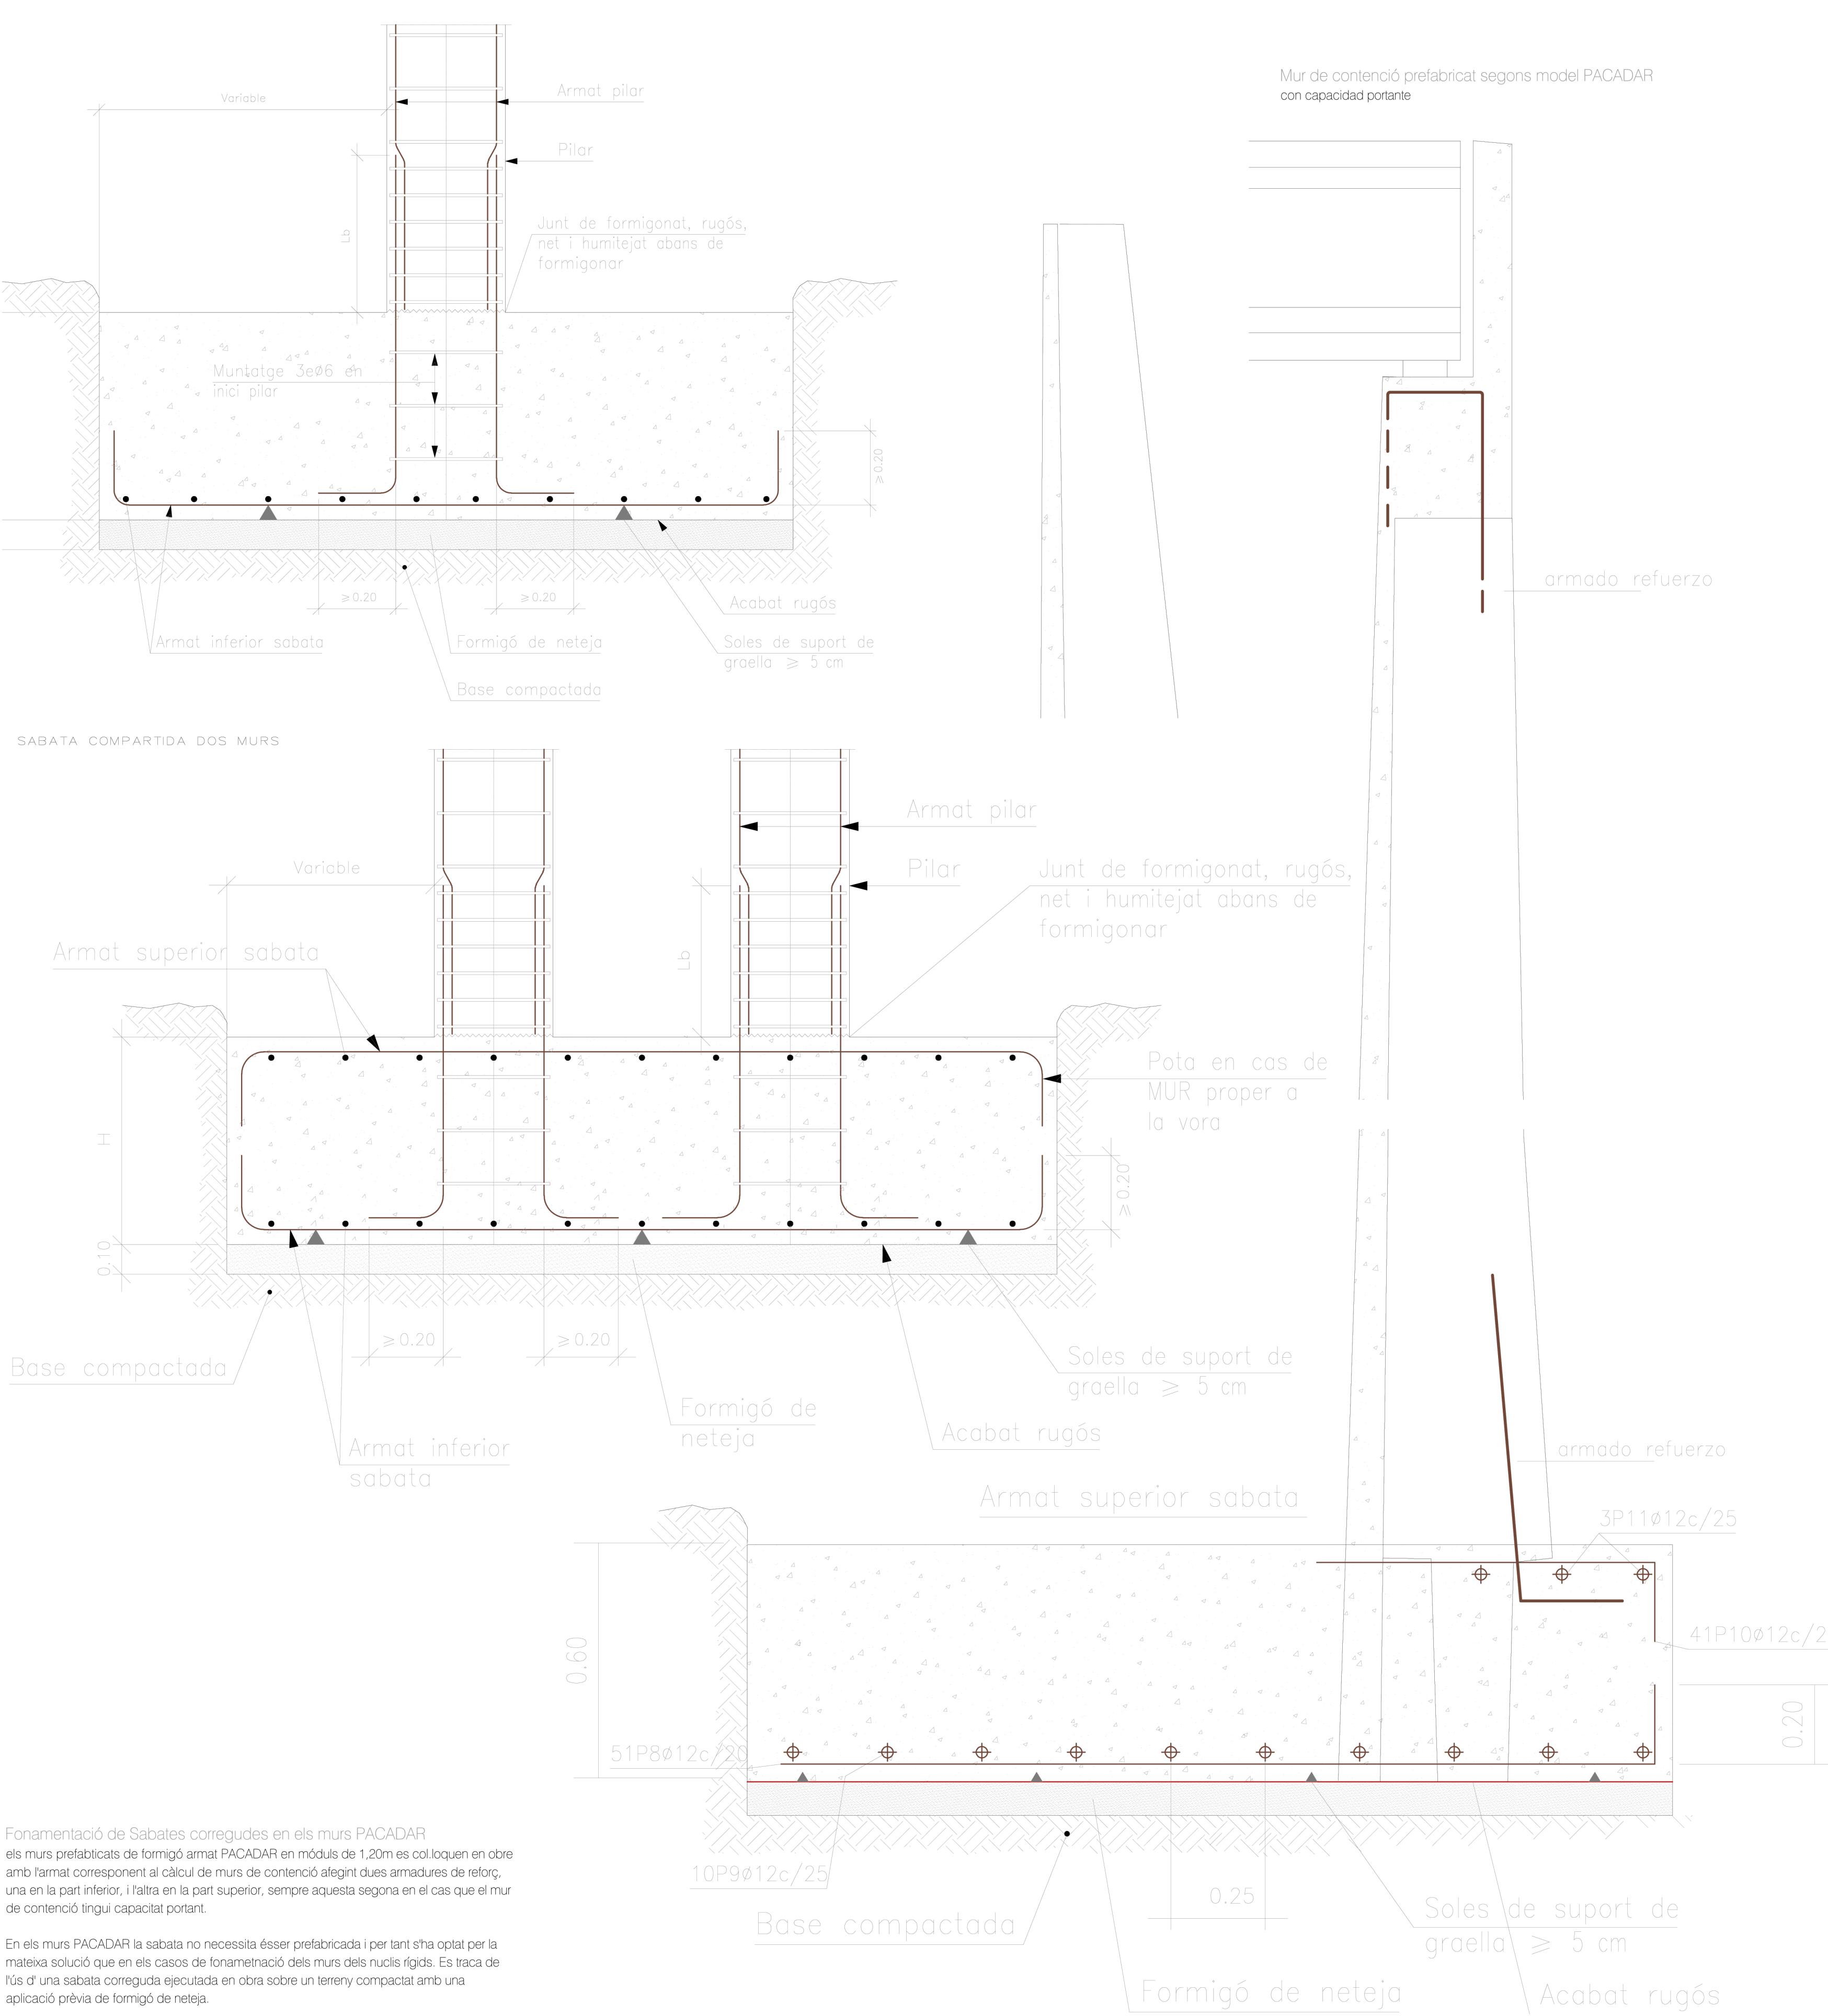 Mur de contenció prefabricat segons model PACADAR
con capacidad portante
Variable
Armat pilar
Pilar
Lb
Junt de formigonat, rugós,
net i humitejat abans de
formigonar
Muntatge 3eø6 en
inici pilar
≥0.20
≥0.20
≥0.20
Acabat rugós
Armat inferior sabata
Formigó de neteja
Soles de suport de
graella ≥ 5 cm
Base compactada
armado refuerzo
SABATA COMPARTIDA DOS MURS
Armat pilar
Variable
Pilar
Junt de formigonat, rugós,
net i humitejat abans de
formigonar
Armat superior sabata
Lb
Pota en cas de
MUR proper a
la vora
H
≥0.20
0.10
≥0.20
≥0.20
Base compactada
Soles de suport de
graella ≥ 5 cm
Formigó de
neteja
Acabat rugós
Armat inferior
sabata
armado refuerzo
Armat superior sabata
3P11ø12c/25
0.60
41P10ø12c/2
0.20
51P8ø12c/20
10P9ø12c/25
0.25
Base compactada
Soles de suport de
graella ≥ 5 cm
Formigó de neteja
Acabat rugós
Fonamentació de Sabates corregudes en els murs PACADAR
els murs prefabticats de formigó armat PACADAR en móduls de 1,20m es col.loquen en obre
amb l'armat corresponent al càlcul de murs de contenció afegint dues armadures de reforç,
una en la part inferior, i l'altra en la part superior, sempre aquesta segona en el cas que el mur
de contenció tingui capacitat portant.
En els murs PACADAR la sabata no necessita ésser prefabricada i per tant s'ha optat per la
mateixa solució que en els casos de fonametnació dels murs dels nuclis rígids. Es traca de
l'ús d' una sabata correguda ejecutada en obra sobre un terreny compactat amb una
aplicació prèvia de formigó de neteja.